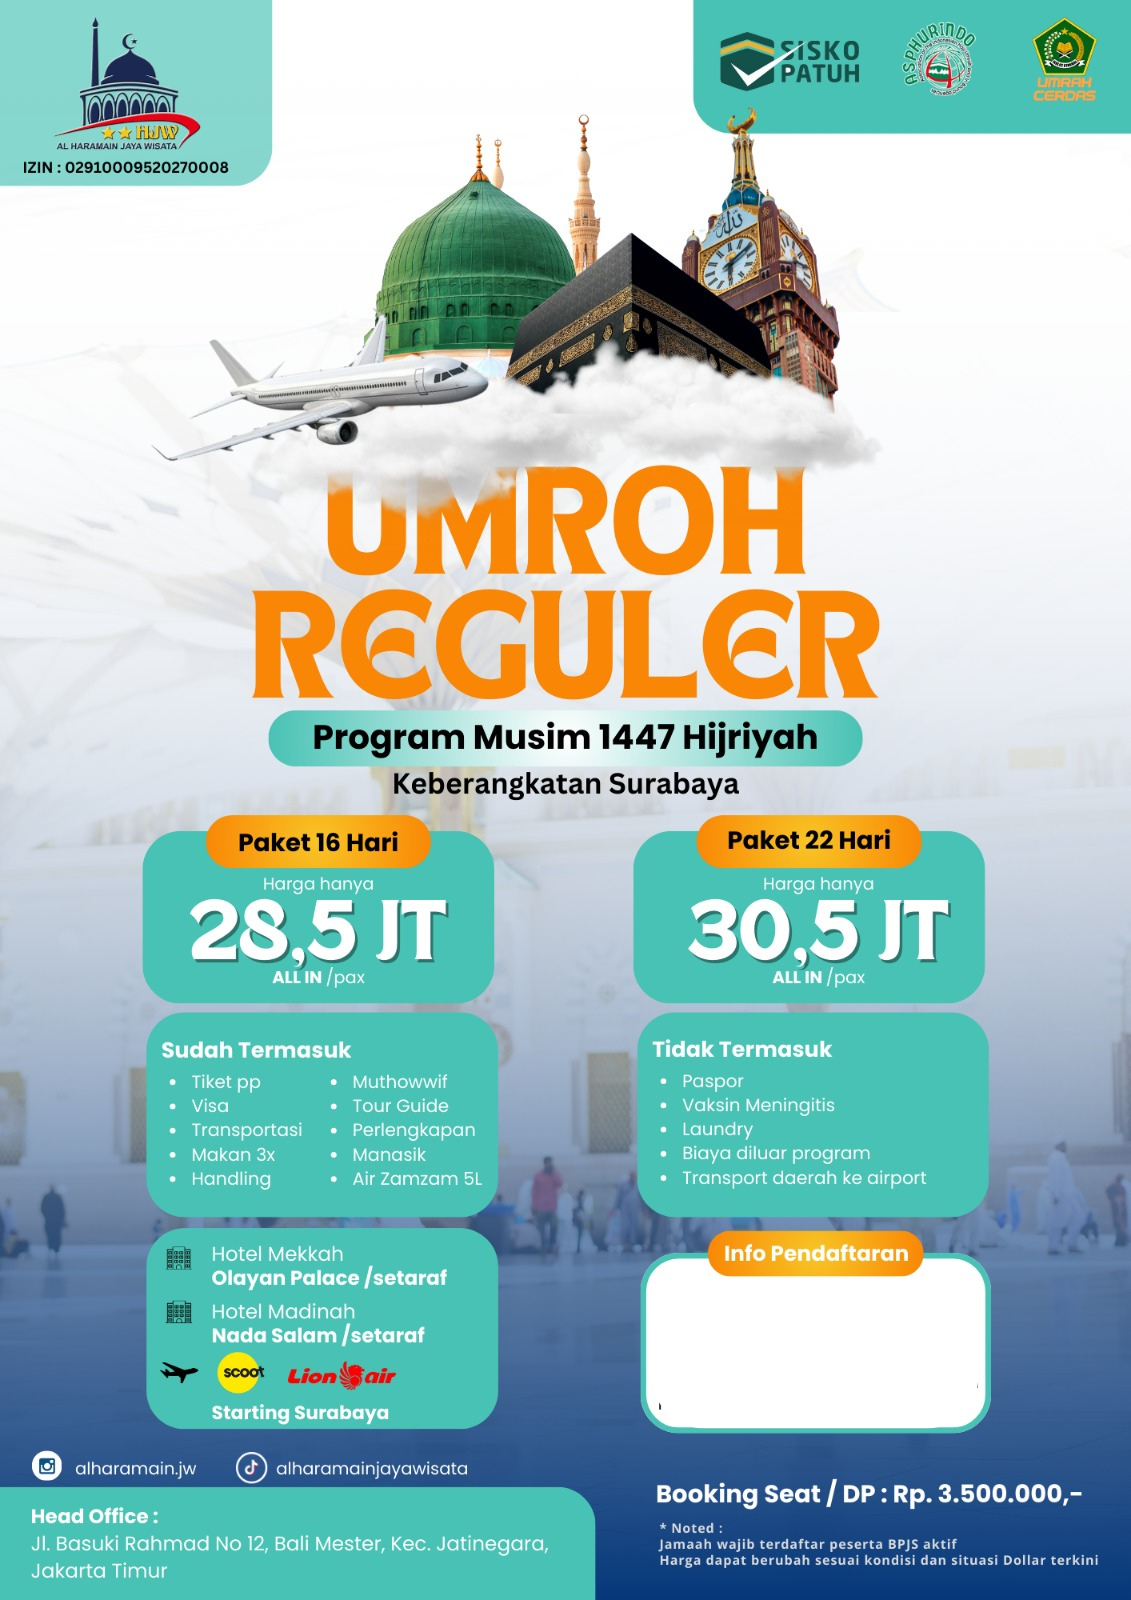 HJW
AL HARAMAIN JAYA WISATA
IZIN : 02910009520270008
SISKO
PATUH
ASPHURINDO
UMRAH
CERDAS
UMROH
REGULER
Program Musim 1447 Hijriyah
Keberangkatan Surabaya
Paket 16 Hari
Harga hanya
28,5 JT
ALL IN /pax
Paket 22 Hari
Harga hanya
30,5 JT
ALL IN /pax
Sudah Termasuk
• Tiket pp
• Visa
• Transportasi
• Makan 3x
• Handling
• Muthowwif
• Tour Guide
• Perlengkapan
• Manasik
• Air Zamzam 5L
Tidak Termasuk
• Paspor
• Vaksin Meningitis
• Laundry
• Biaya diluar program
• Transport daerah ke airport
Hotel Mekkah
Olayan Palace /setaraf
Hotel Madinah
Nada Salam /setaraf
scoot
Lion air
Starting Surabaya
Info Pendaftaran
alharamain.jw
alharamainjayawisata
Head Office :
Jl. Basuki Rahmad No 12, Bali Mester, Kec. Jatinegara,
Jakarta Timur
Booking Seat / DP : Rp. 3.500.000,-
* Noted :
Jamaah wajib terdaftar peserta BPJS aktif
Harga dapat berubah sesuai kondisi dan situasi Dollar terkini